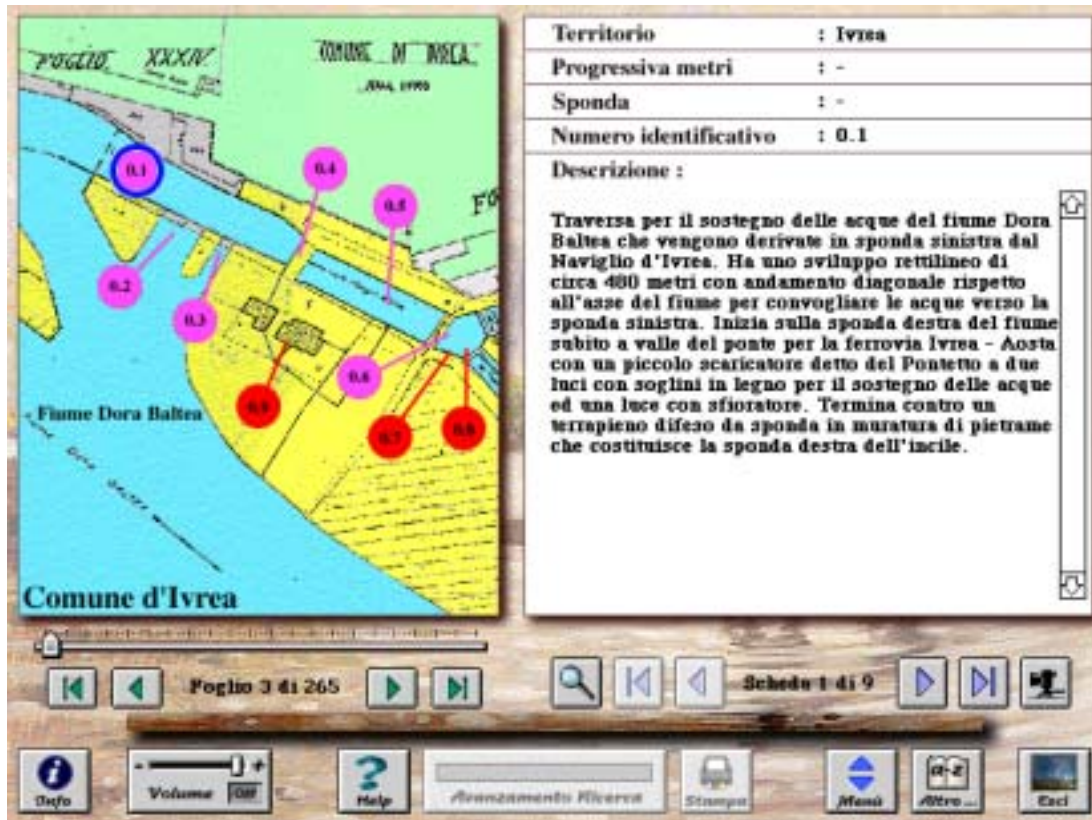 FOGLIO XXXIV
COMUNE DI IVREA
0.1
0.4
0.5
0.2
0.3
0.6
0.7
0.8
Fiume Dora Baltea
DORA BALTEA
Comune d'Ivrea
Territorio : Ivrea
Progressiva metri : -
Sponda : -
Numero identificativo : 0.1
Descrizione :
Traversa per il sostegno delle acque del fiume Dora
Baltea che vengono derivate in sponda sinistra dal
Naviglio d'Ivrea. Ha uno sviluppo rettilineo di
circa 480 metri con andamento diagonale rispetto
all'asse del fiume per convogliare le acque verso la
sponda sinistra. Inizia sulla sponda destra del fiume
subito a valle del ponte per la ferrovia Ivrea - Aosta
con un piccolo scaricatore detto del Pontetto a due
luci con soglini in legno per il sostegno delle acque
ed una luce con sfioratore. Termina contro un
terrapieno difeso da sponda in muratura di pietrame
che costituisce la sponda destra dell'incile.
Foglio 3 di 265
Scheda 1 di 9
Info
- +
Volume Off
Help
Avanzamento Ricerca
Stampa
Menù
a-z
Altro ...
Esci